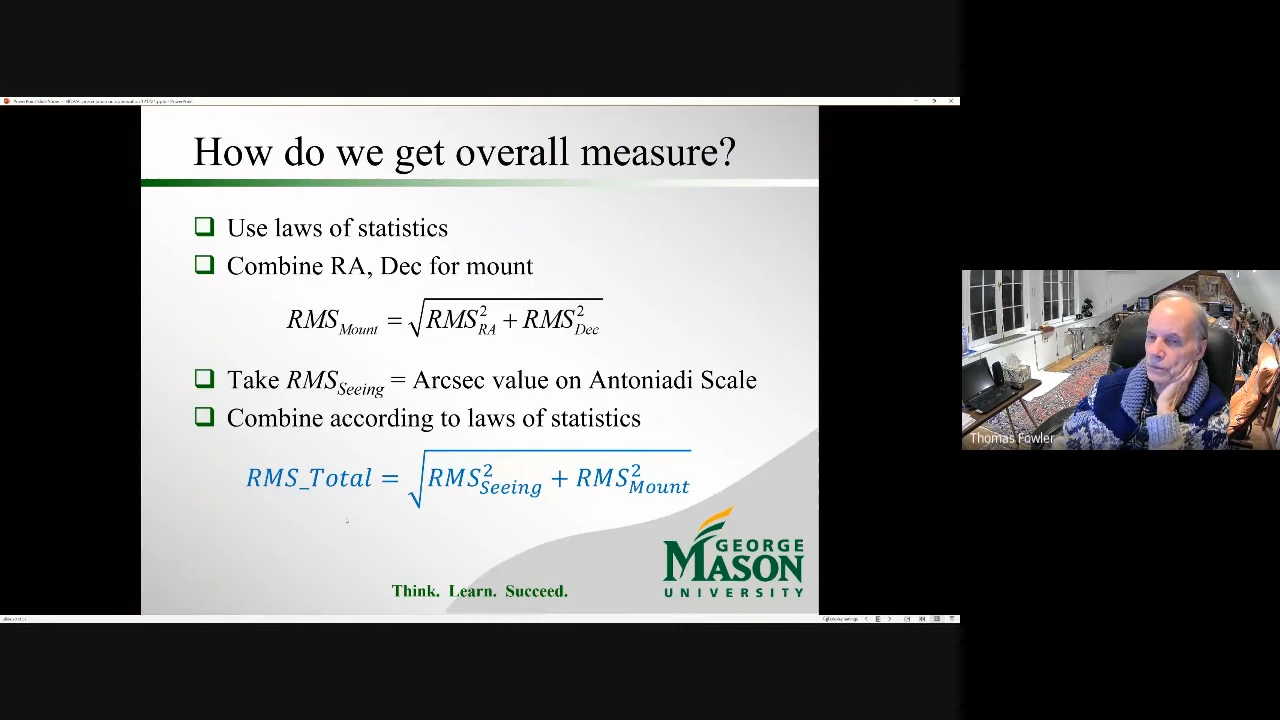 How do we get overall measure?
Use laws of statistics
Combine RA, Dec for mount
RMS_Mount = √(RMS²_RA + RMS²_Dec)
Take RMS_Seeing = Arcsec value on Antoniadi Scale
Combine according to laws of statistics
RMS_Total = √(RMS²_Seeing + RMS²_Mount)
GEORGE
MASON
UNIVERSITY
Think. Learn. Succeed.
Thomas Fowler